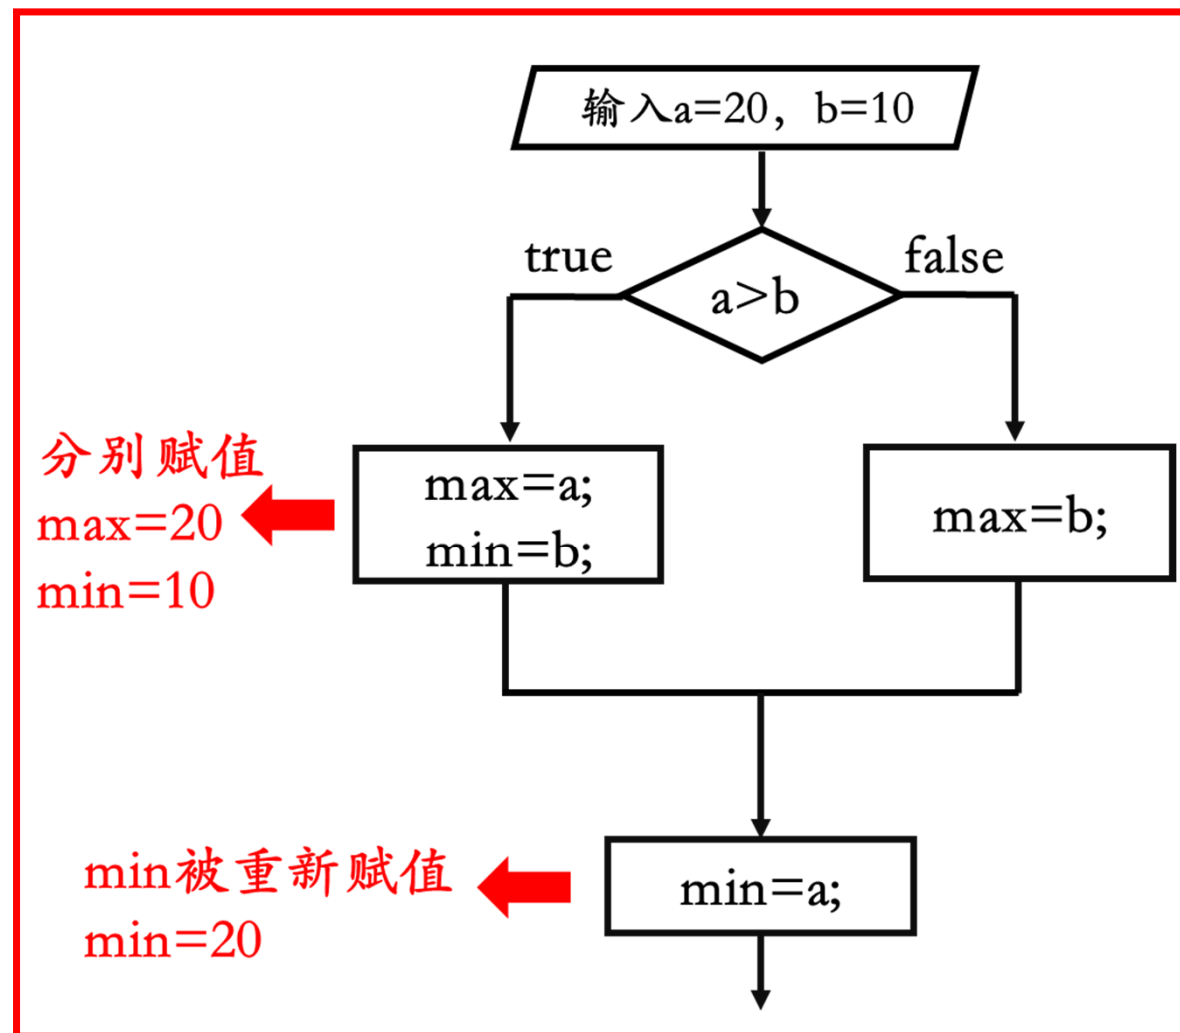 输入a=20，b=10
true
false
a>b
分别赋值
max=20
min=10
max=a;
min=b;
max=b;
min被重新赋值
min=20
min=a;